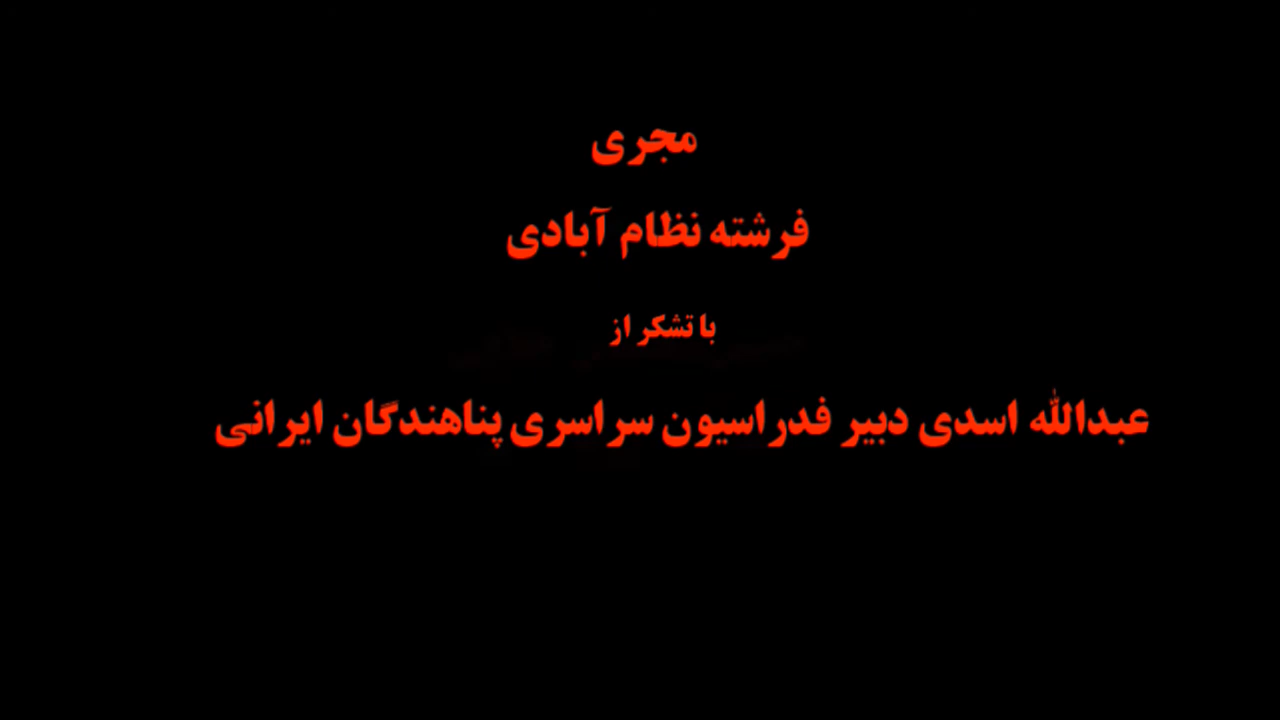 مجری
فرشته نظام آبادی
با تشکر از
عبدالله اسدی دبیر فدراسیون سراسری پناهندگان ایرانی